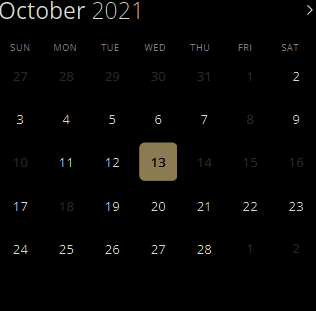 October 2021 >
SUN MON TUE WED THU FRI SAT
27 28 29 30 31 1 2
3 4 5 6 7 8 9
10 11 12 13 14 15 16
17 18 19 20 21 22 23
24 25 26 27 28 1 2